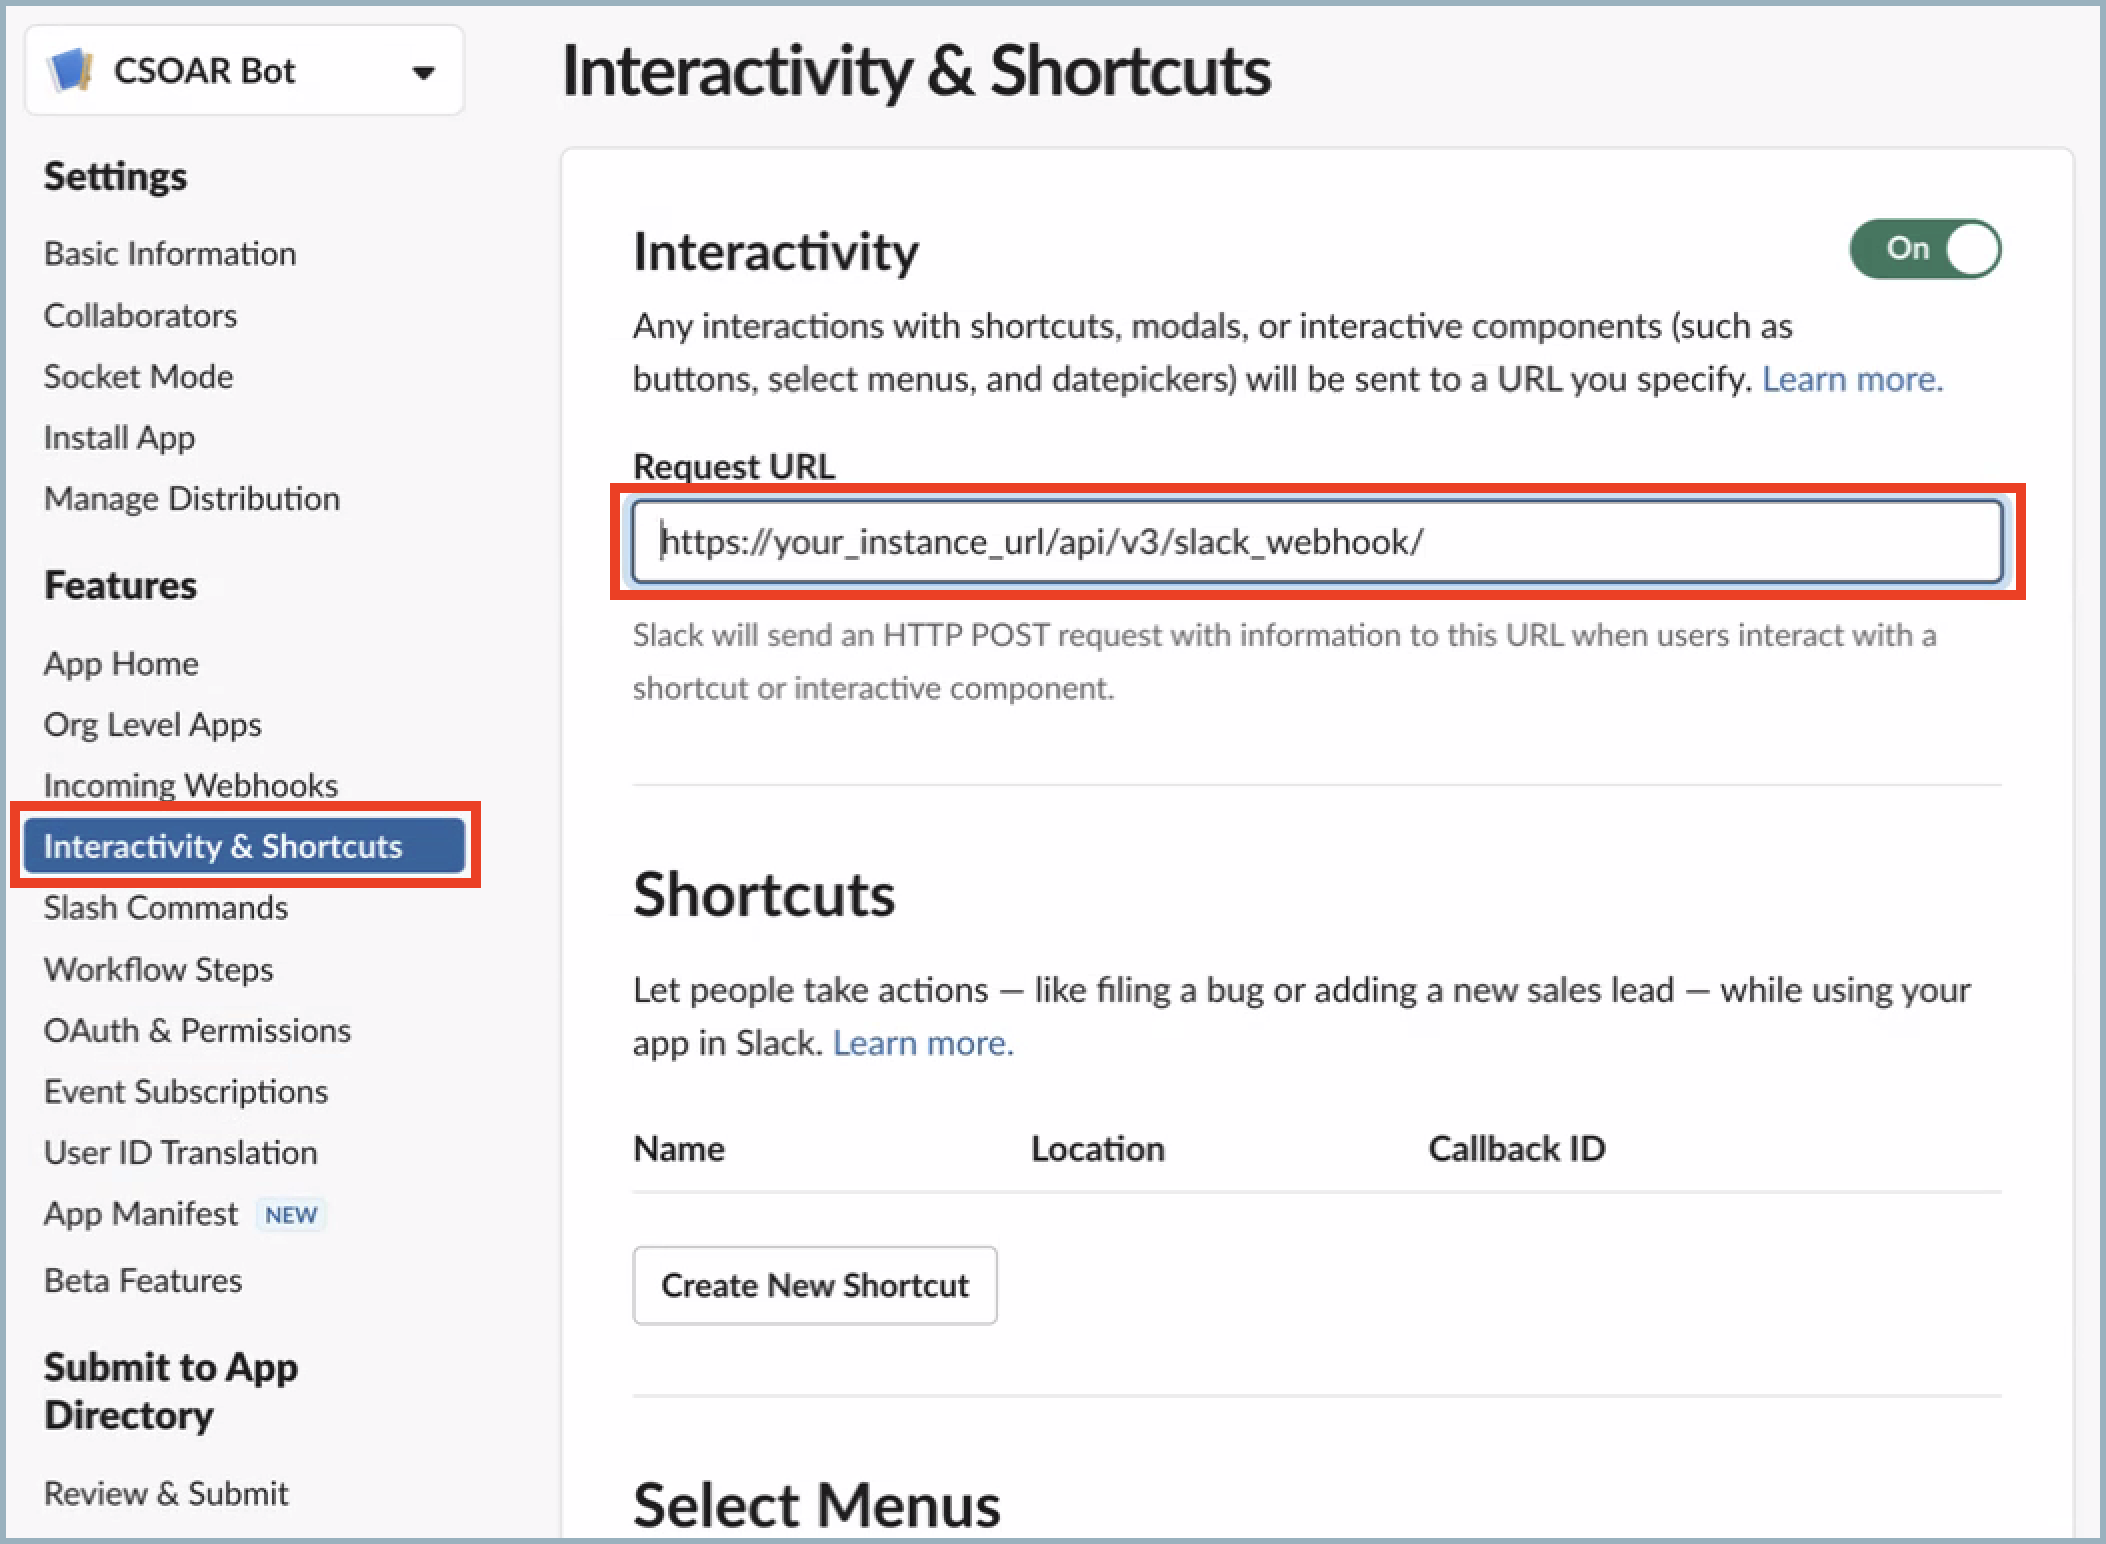 CSOAR Bot
Settings
Basic Information
Collaborators
Socket Mode
Install App
Manage Distribution
Features
App Home
Org Level Apps
Incoming Webhooks
Interactivity & Shortcuts
Slash Commands
Workflow Steps
OAuth & Permissions
Event Subscriptions
User ID Translation
App Manifest NEW
Beta Features
Submit to App
Directory
Review & Submit
Interactivity & Shortcuts
Interactivity
On
Any interactions with shortcuts, modals, or interactive components (such as
buttons, select menus, and datepickers) will be sent to a URL you specify. Learn more.
Request URL
https://your_instance_url/api/v3/slack_webhook/
Slack will send an HTTP POST request with information to this URL when users interact with a
shortcut or interactive component.
Shortcuts
Let people take actions — like filing a bug or adding a new sales lead — while using your
app in Slack. Learn more.
Name Location Callback ID
Create New Shortcut
Select Menus